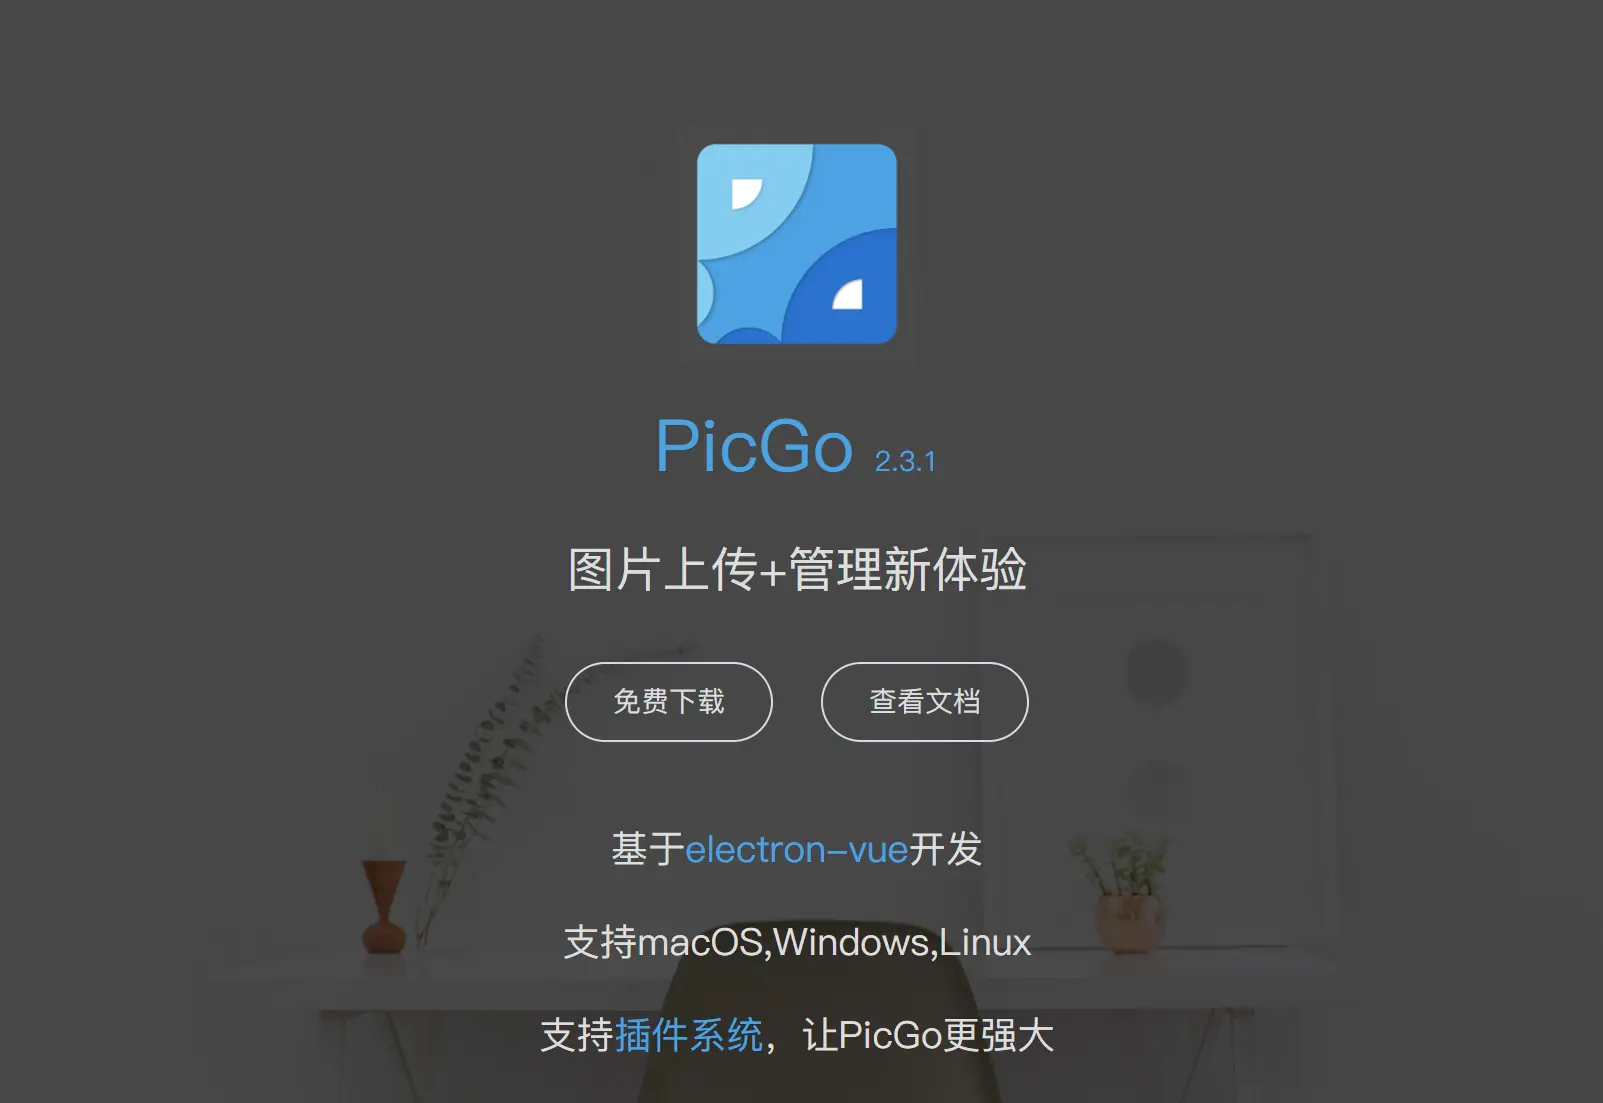 PicGo 2.3.1
图片上传+管理新体验
免费下载 查看文档
基于electron-vue开发
支持macOS,Windows,Linux
支持插件系统，让PicGo更强大